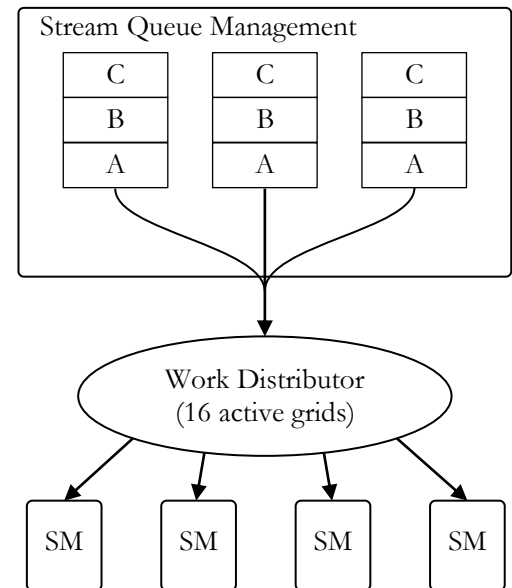 Stream Queue Management
C C C
B B B
A A A
Work Distributor
(16 active grids)
SM SM SM SM